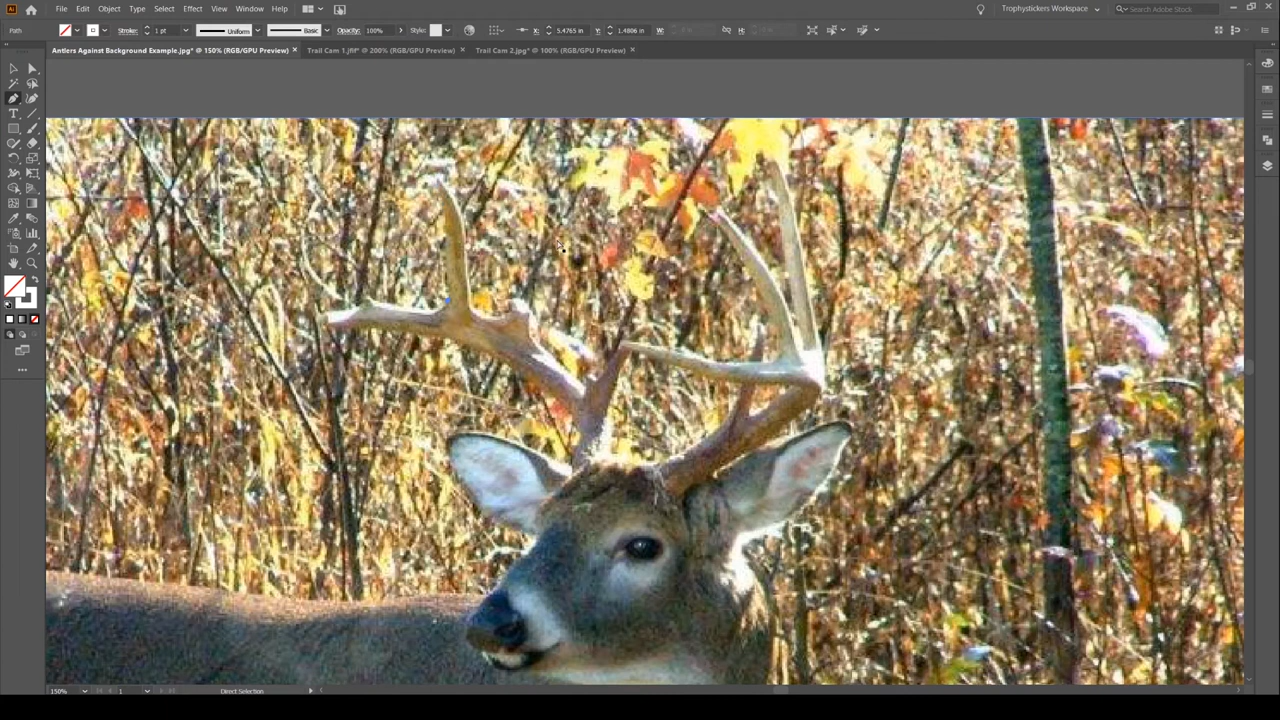 Ai File Edit Object Type Select Effect View Window Help Trophystickers Workspace Search Adobe Stock
Path Stroke: 1 pt Uniform Basic Opacity: 100% Style: X: 5.4765 in Y: 1.4806 in W: H:
Antlers Against Background Example.jpg* @ 150% (RGB/GPU Preview) × Trail Cam 1.jfif* @ 200% (RGB/GPU Preview) × Trail Cam 2.jpg* @ 100% (RGB/GPU Preview) ×
150% 1 Direct Selection